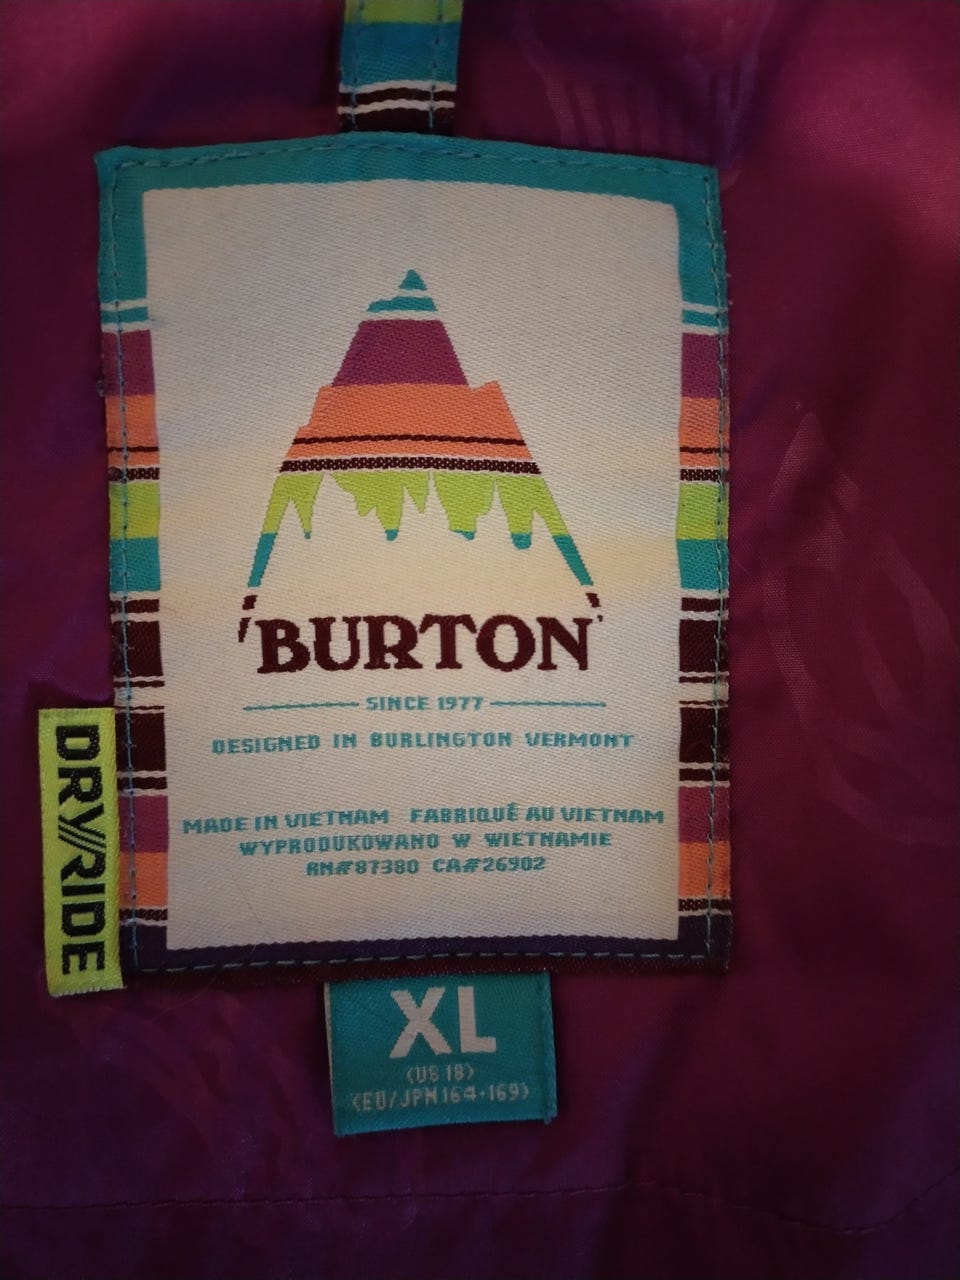 BURTON
SINCE 1977
DESIGNED IN BURLINGTON VERMONT
MADE IN VIETNAM FABRIQUÉ AU VIETNAM
WYPRODUKOWANO W WIETNAMIE
RN#87380 CA#26902
DRY//RIDE
XL
(US 18)
(EU/JPN 164-169)